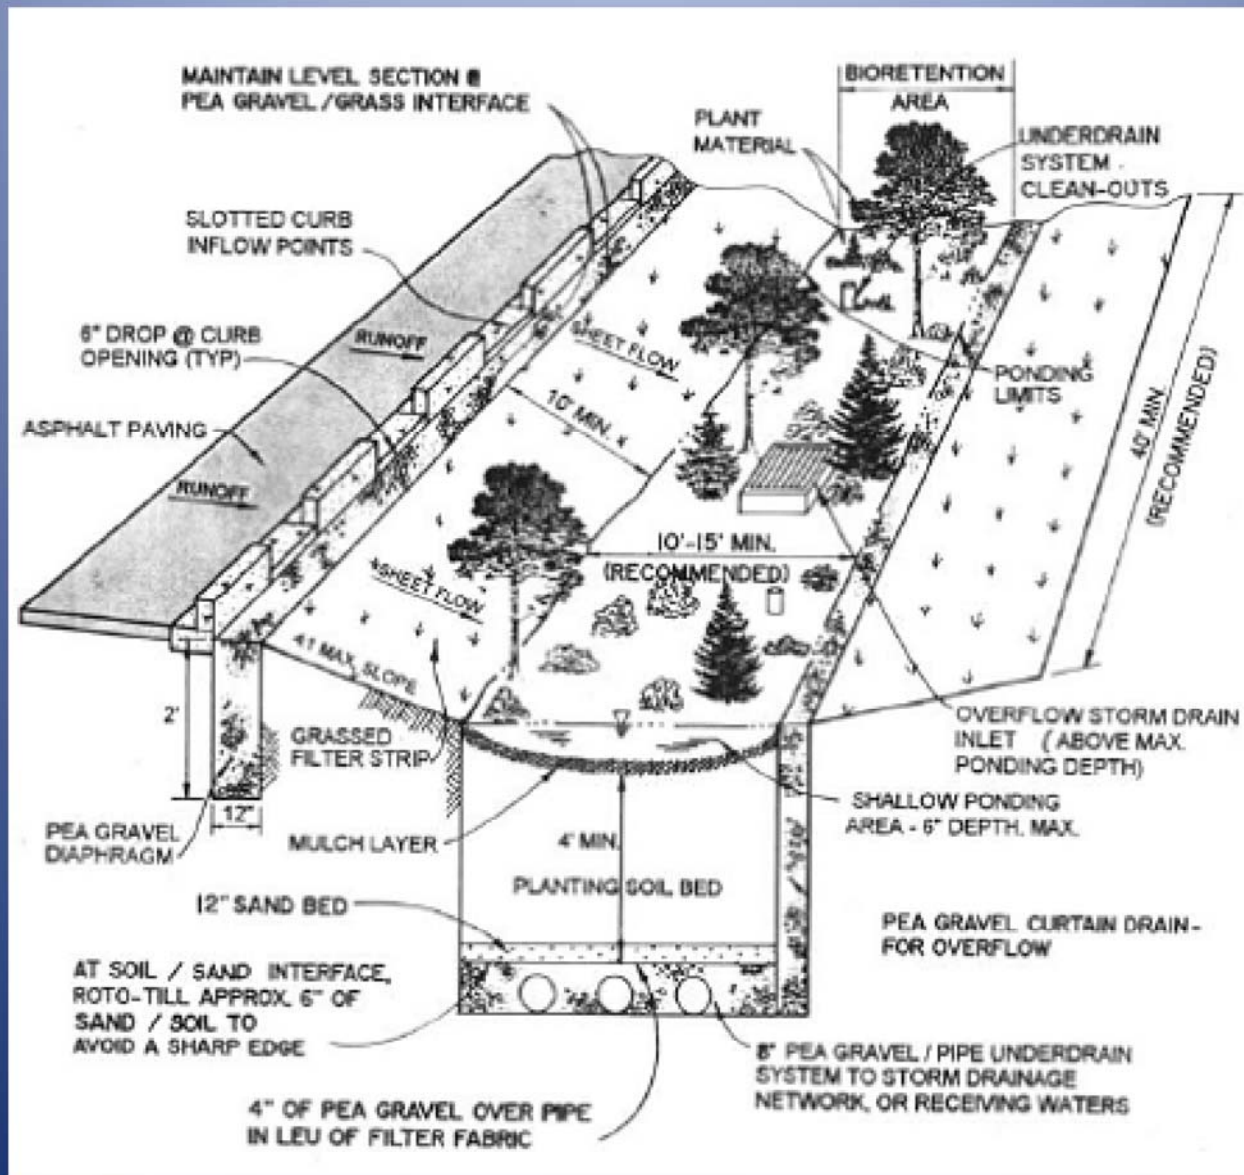 MAINTAIN LEVEL SECTION @
PEA GRAVEL / GRASS INTERFACE
BIORETENTION
AREA
PLANT
MATERIAL
UNDERDRAIN
SYSTEM
CLEAN-OUTS
SLOTTED CURB
INFLOW POINTS
6" DROP @ CURB
OPENING (TYP)
RUNOFF
SHEET FLOW
PONDING
LIMITS
40' MIN.
(RECOMMENDED)
10' MIN.
ASPHALT PAVING
RUNOFF
10'-15' MIN.
(RECOMMENDED)
SHEET FLOW
4:1 MAX. SLOPE
2'
GRASSED
FILTER STRIP
OVERFLOW STORM DRAIN
INLET ( ABOVE MAX.
PONDING DEPTH)
12"
PEA GRAVEL
DIAPHRAGM
MULCH LAYER
4' MIN.
SHALLOW PONDING
AREA - 6" DEPTH. MAX.
PLANTING SOIL BED
12" SAND BED
PEA GRAVEL CURTAIN DRAIN-
FOR OVERFLOW
AT SOIL / SAND INTERFACE,
ROTO-TILL APPROX. 6" OF
SAND / SOIL TO
AVOID A SHARP EDGE
8" PEA GRAVEL / PIPE UNDERDRAIN
SYSTEM TO STORM DRAINAGE
NETWORK, OR RECEIVING WATERS
4" OF PEA GRAVEL OVER PIPE
IN LEU OF FILTER FABRIC